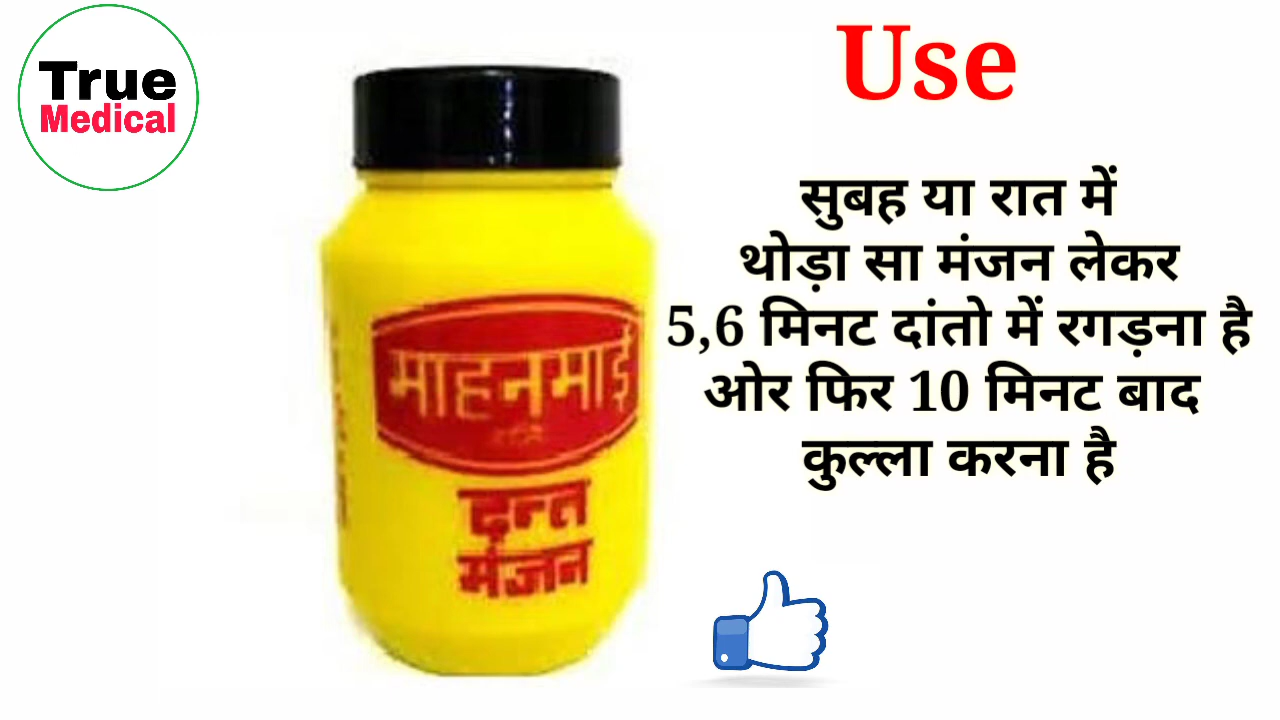 True
Medical
Use
सुबह या रात में
थोड़ा सा मंजन लेकर
5,6 मिनट दांतो में रगड़ना है
ओर फिर 10 मिनट बाद
कुल्ला करना है
माहनमाई
दन्त
मंजन